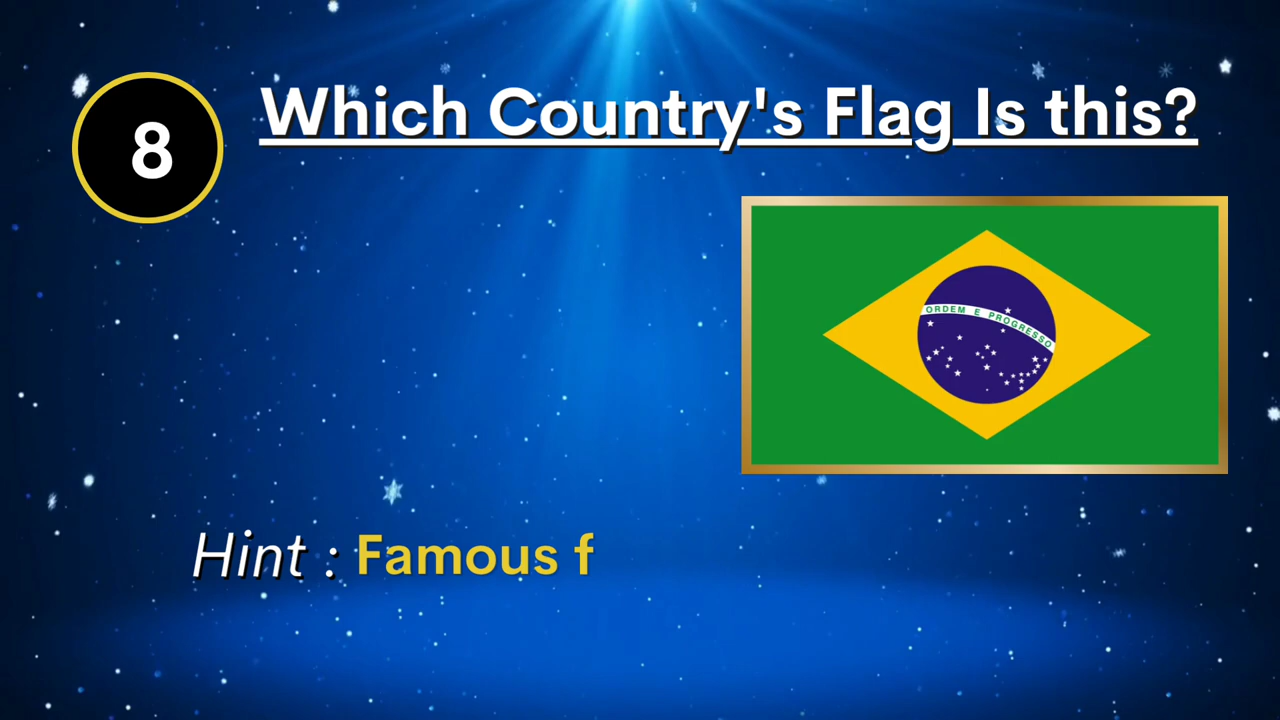 8
Which Country's Flag Is this?
ORDEM E PROGRESSO
Hint : Famous f